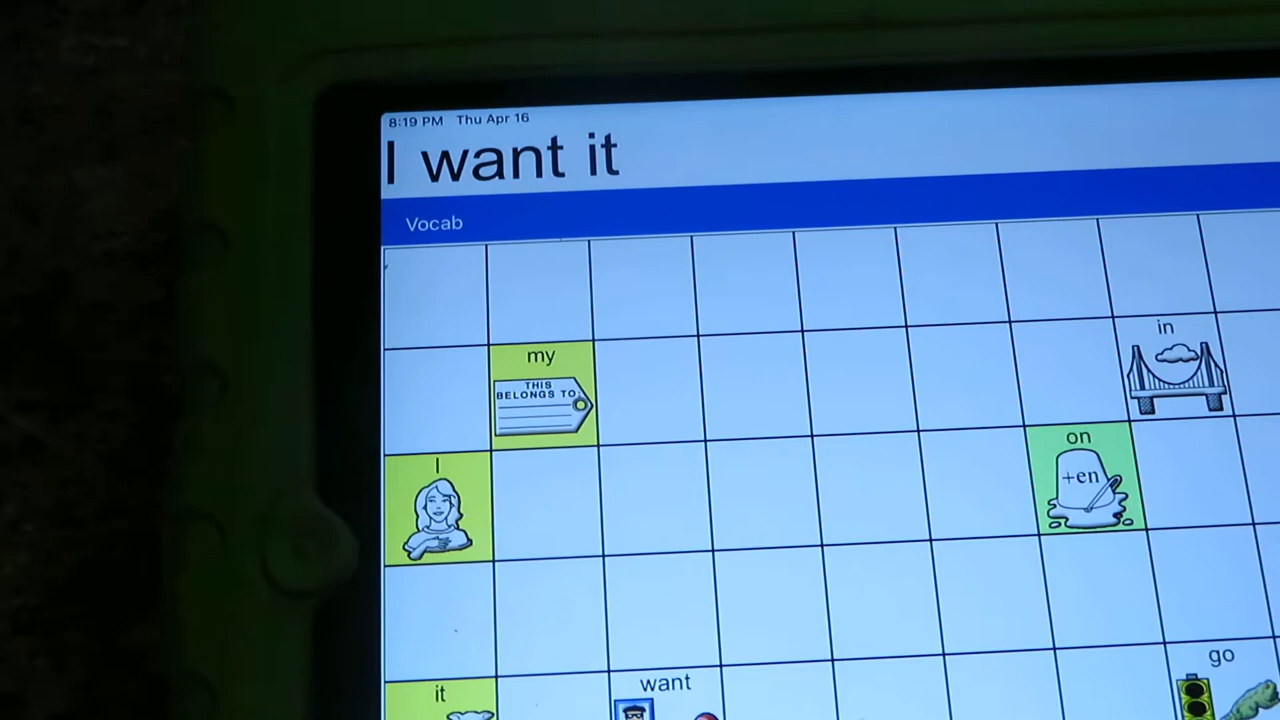 8:19 PM Thu Apr 16
I want it
Vocab
in
my
THIS
BELONGS TO:
on
I
+en
go
want
it